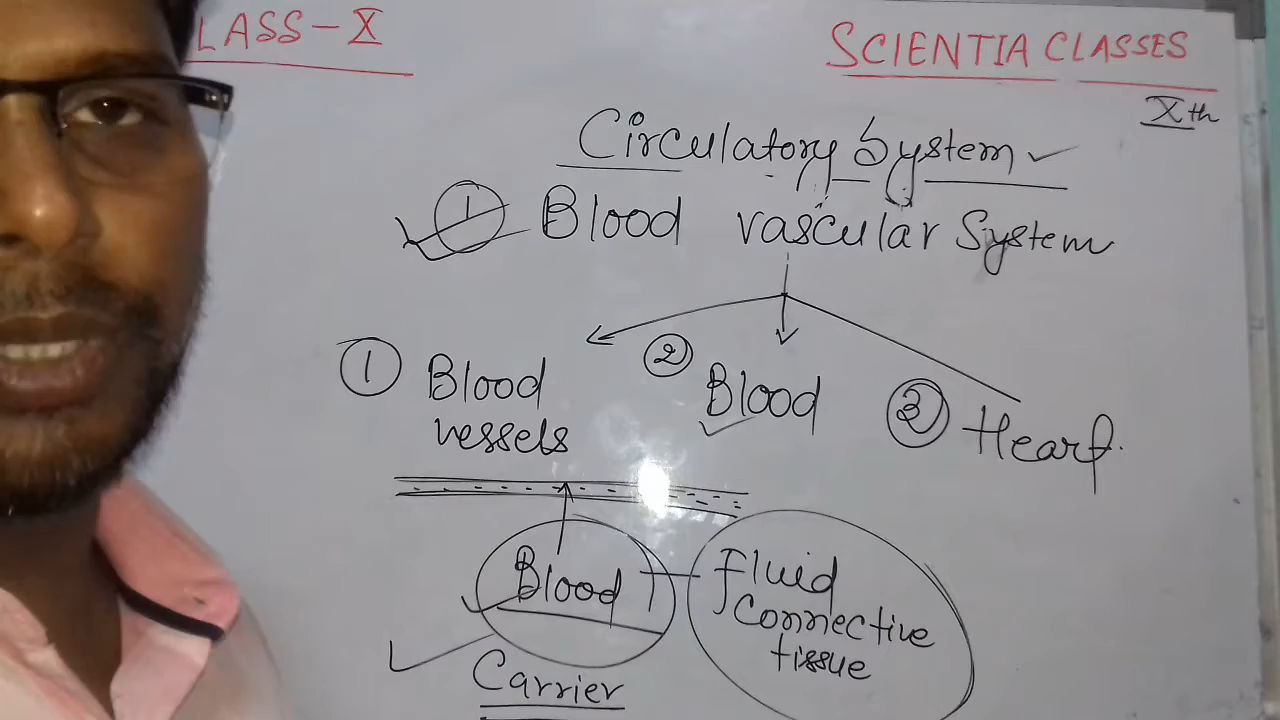 LASS-X
SCIENTIA CLASSES
Xth
Circulatory System
1 Blood vascular System
1 Blood vessels
2 Blood
3 Heart
Blood
Fluid
Connective
tissue
Carrier